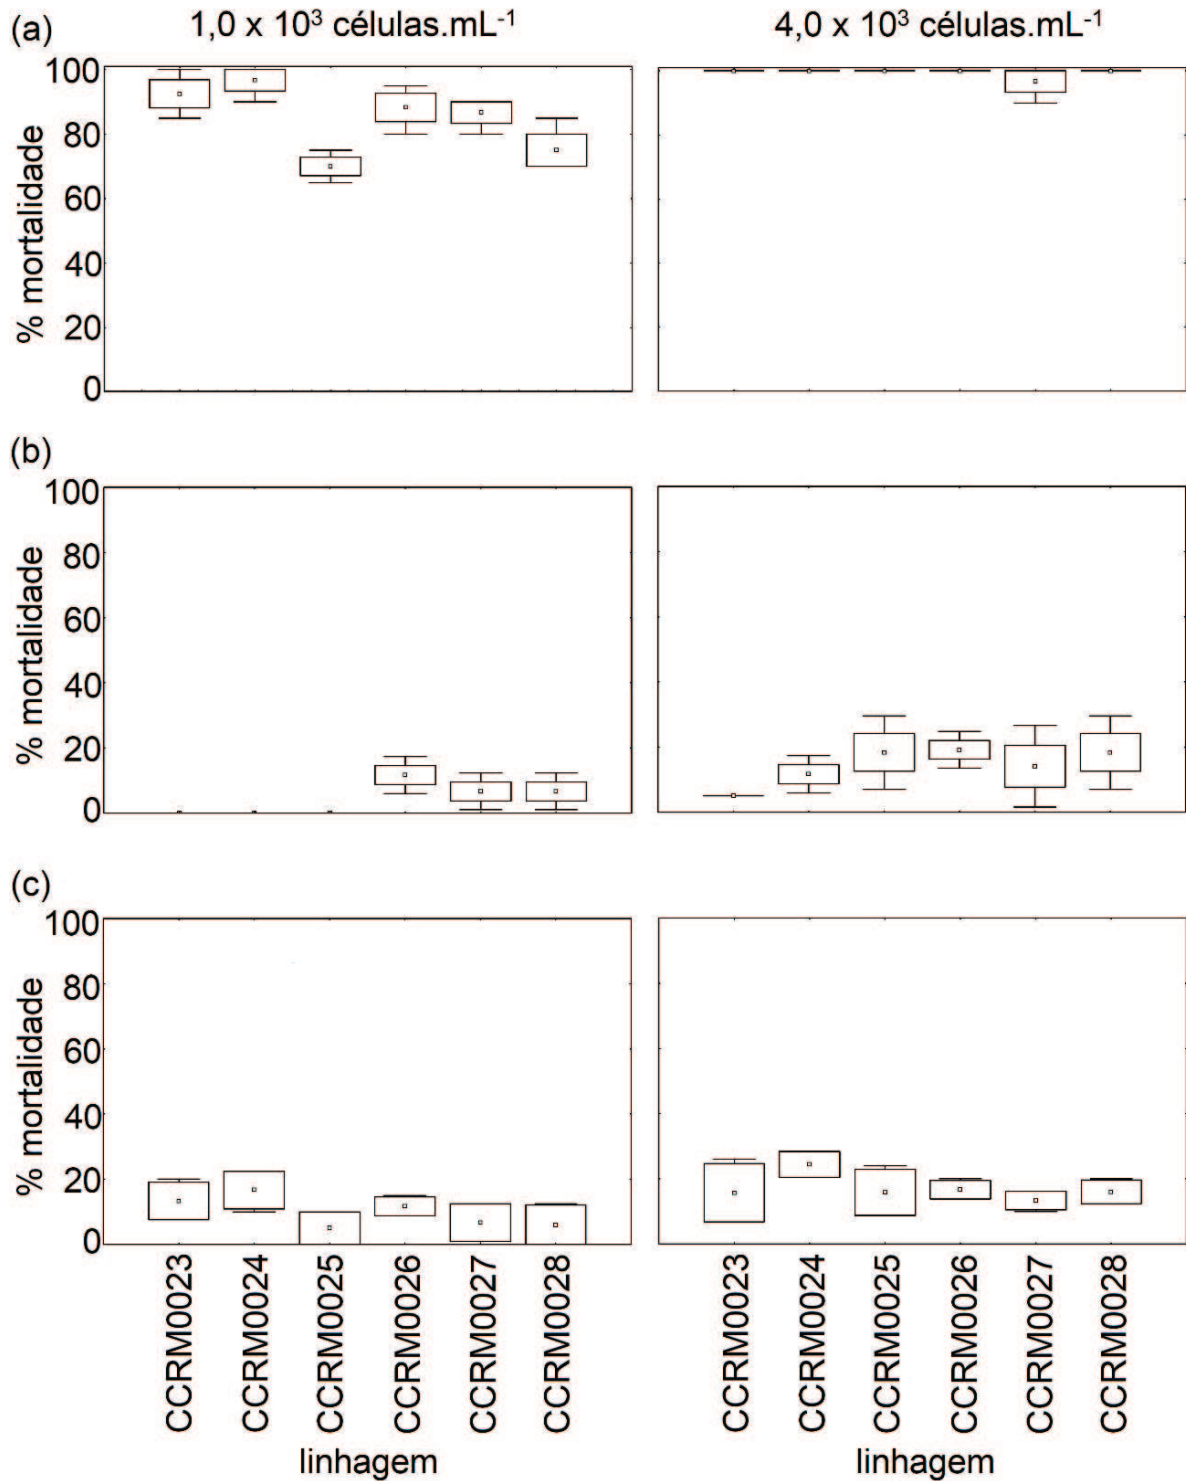 (a)
1,0 x 10³ células.mL⁻¹
4,0 x 10³ células.mL⁻¹
% mortalidade
100
80
60
40
20
0
(b)
% mortalidade
100
80
60
40
20
0
(c)
% mortalidade
100
80
60
40
20
0
CCRM0023
CCRM0024
CCRM0025
CCRM0026
CCRM0027
CCRM0028
linhagem
CCRM0023
CCRM0024
CCRM0025
CCRM0026
CCRM0027
CCRM0028
linhagem